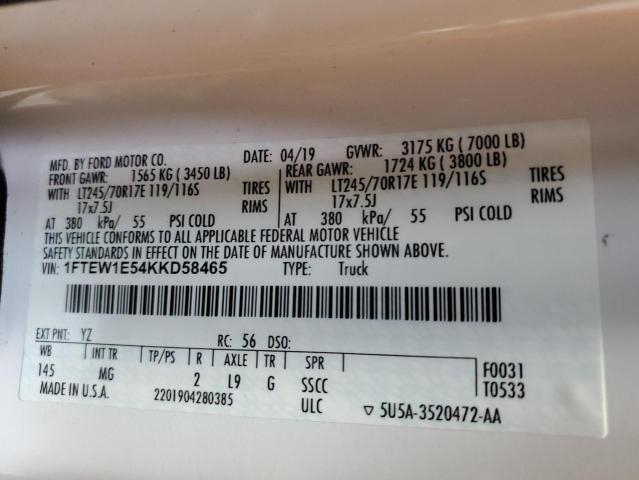 MFD. BY FORD MOTOR CO. DATE: 04/19 GVWR: 3175 KG ( 7000 LB)
FRONT GAWR: 1565 KG ( 3450 LB) REAR GAWR: 1724 KG ( 3800 LB)
WITH LT245/70R17E 119/116S TIRES WITH LT245/70R17E 119/116S TIRES
17x7.5J RIMS 17x7.5J RIMS
AT 380 kPa/ 55 PSI COLD AT 380 kPa/ 55 PSI COLD
THIS VEHICLE CONFORMS TO ALL APPLICABLE FEDERAL MOTOR VEHICLE
SAFETY STANDARDS IN EFFECT ON THE DATE OF MANUFACTURE SHOWN ABOVE.
VIN: 1FTEW1E54KKD58465 TYPE: Truck
EXT PNT: YZ RC: 56 DSO:
WB INT TR TP/PS R AXLE TR SPR F0031
145 MG 2 L9 G SSCC T0533
MADE IN U.S.A. 2201904280385 ULC ▽ 5U5A-3520472-AA